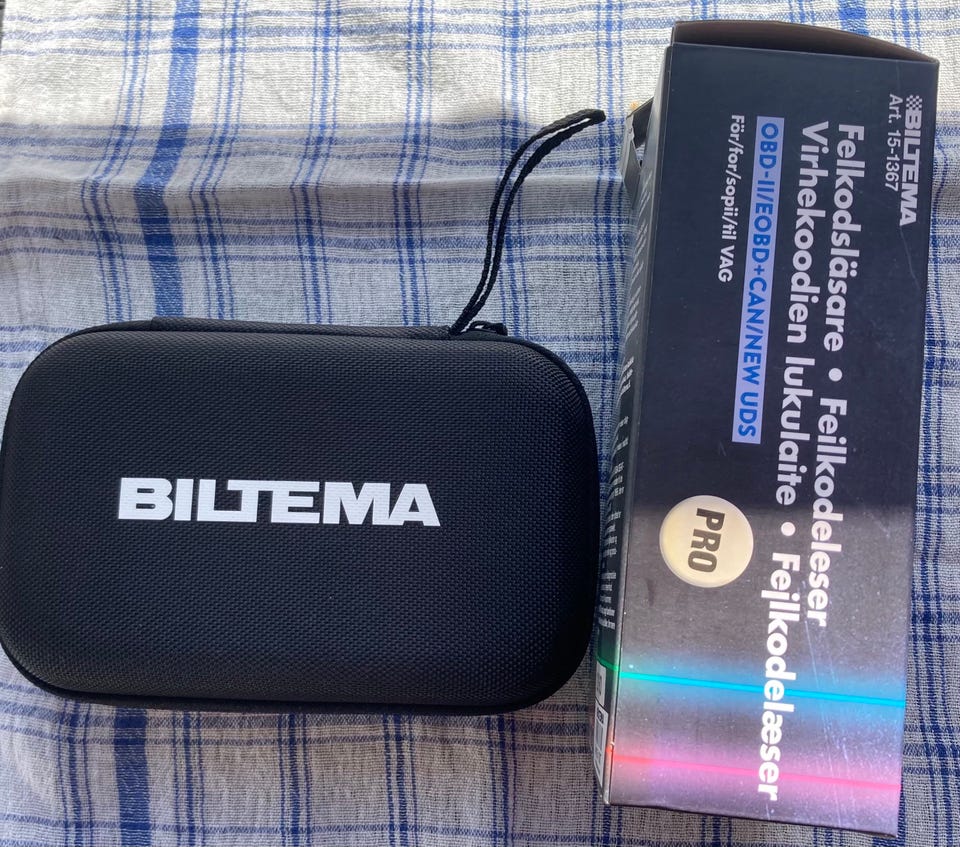 BILTEMA
BILTEMA
Art. 15-1367
Felkodsläsare • Feilkodeleser
Virhekoodien lukulaite • Fejlkodelæser
OBD-II/EOBD+CAN/NEW UDS
För/for/sopii/til VAG
PRO